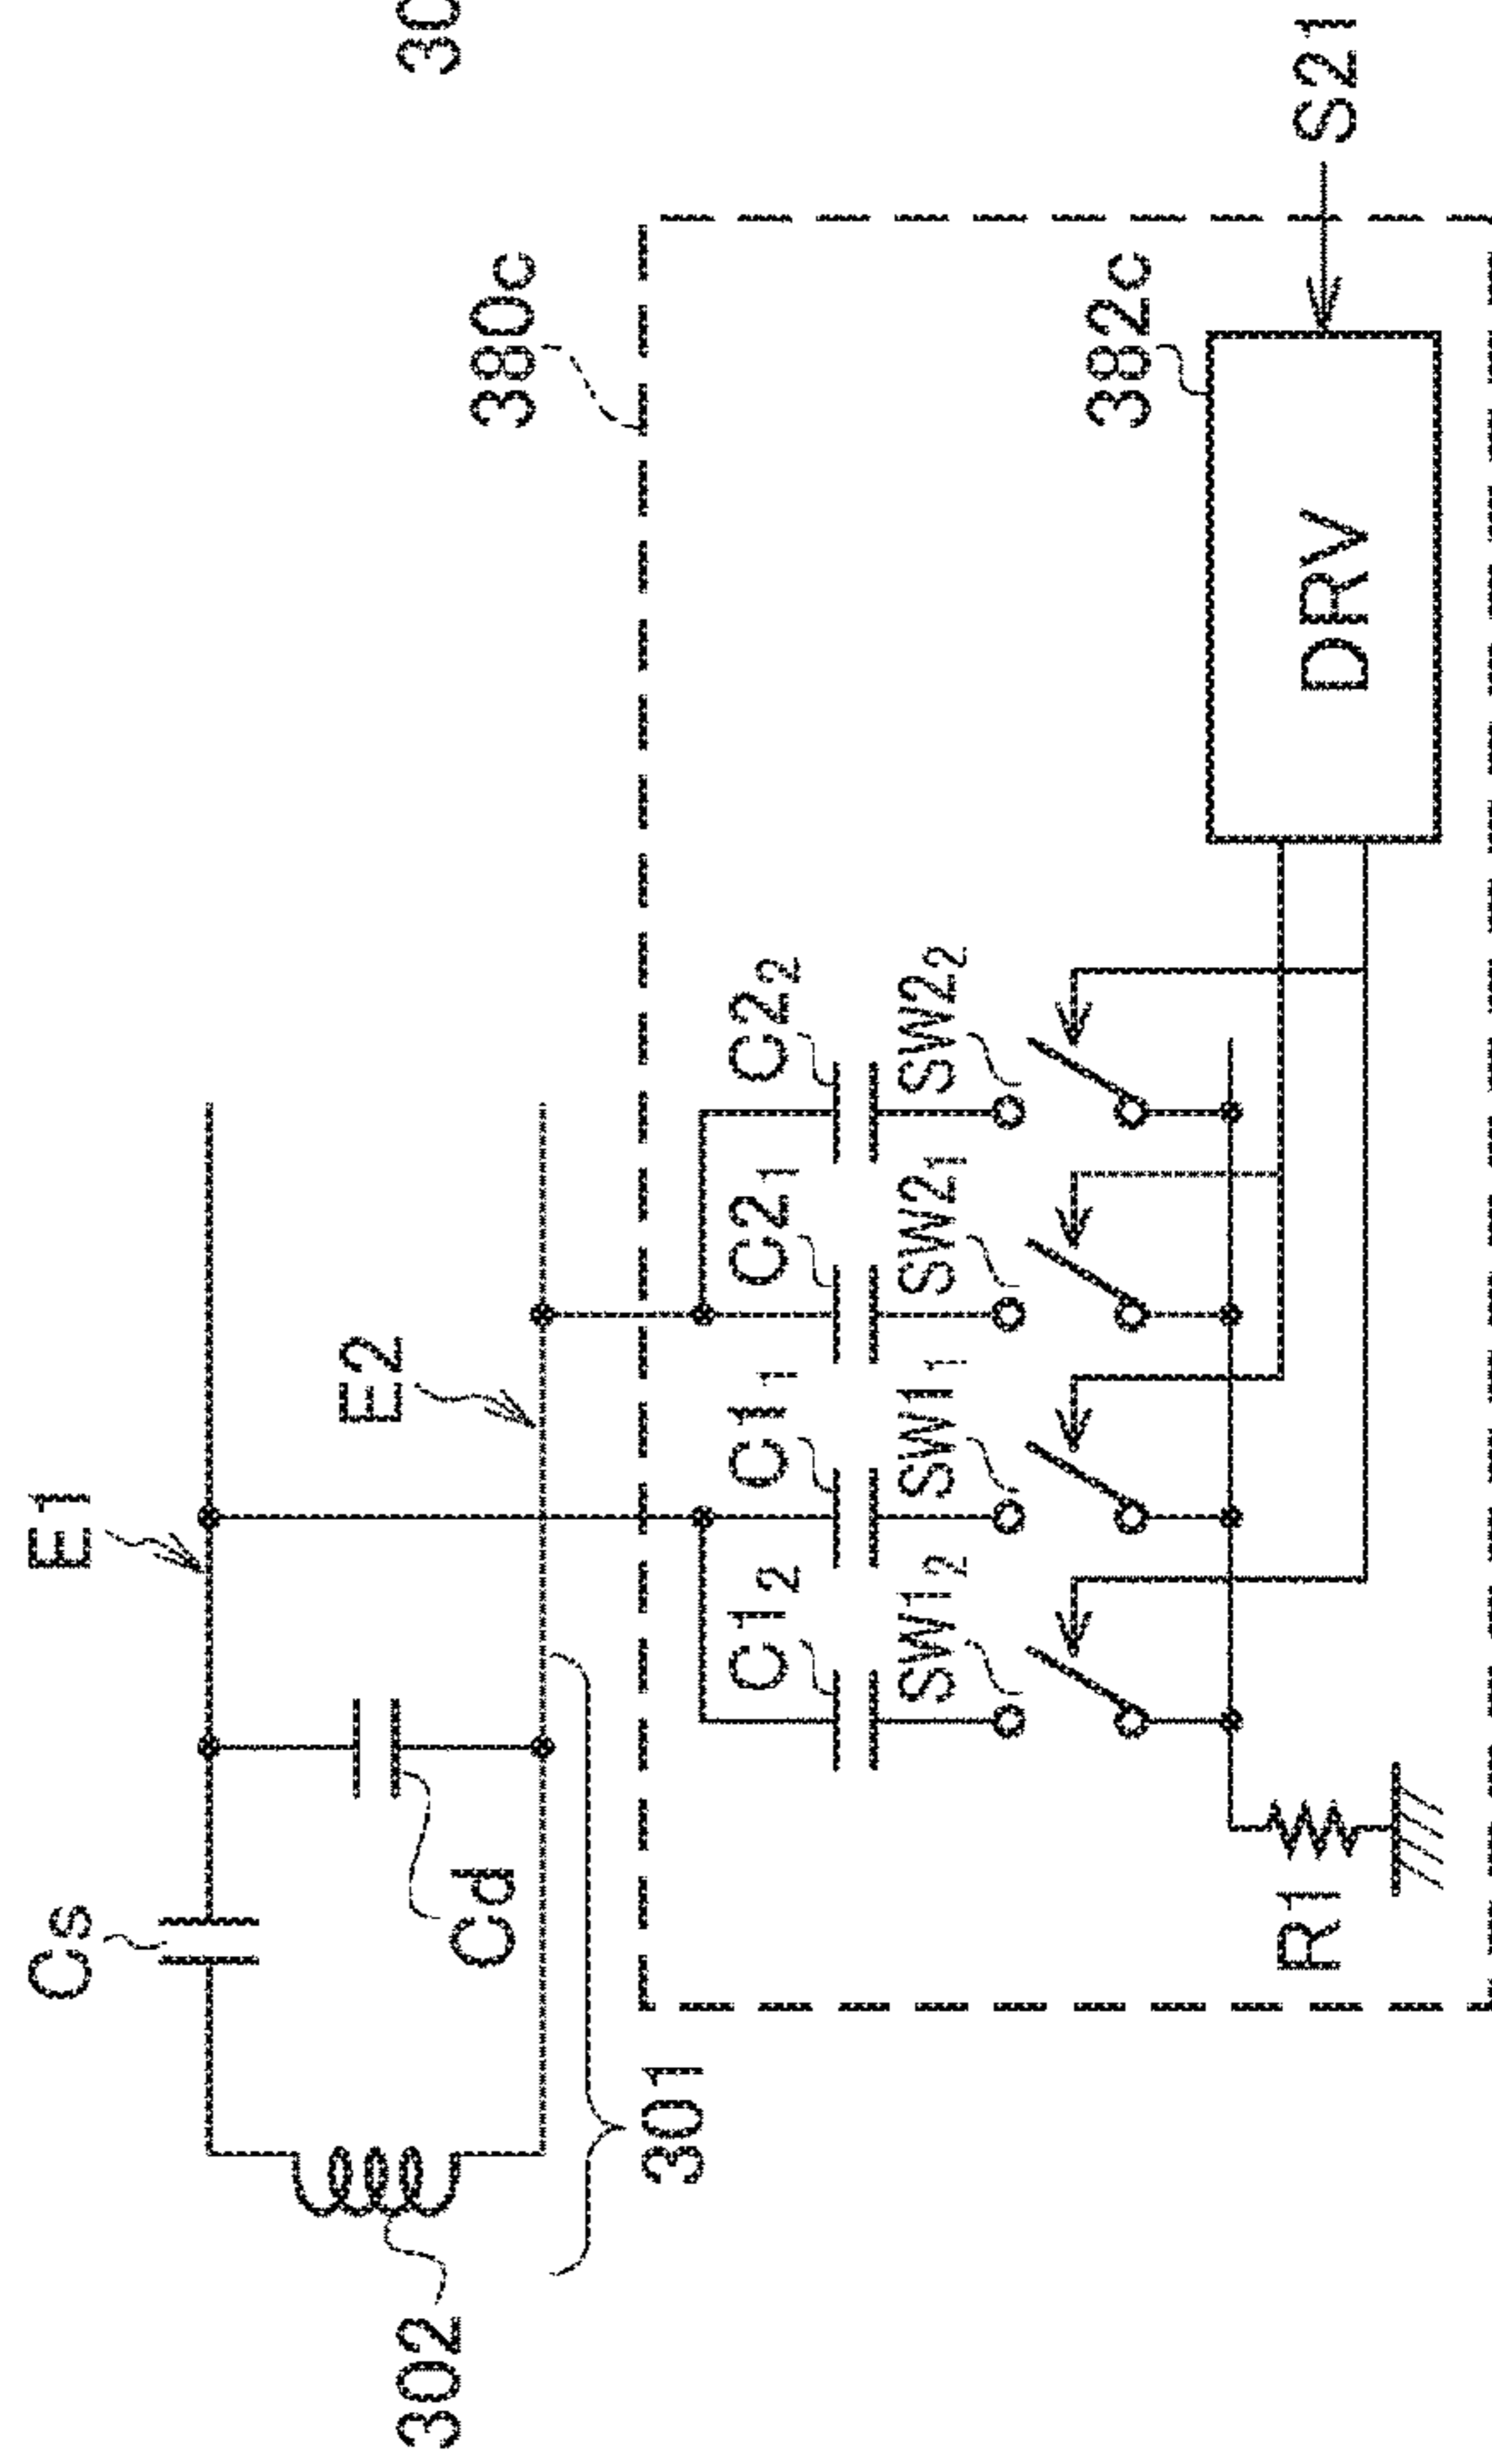 E1
Cs
E2
Cd
302
301
30
380c
C1₂
C1₁
C2₁
C2₂
SW1₂
SW1₁
SW2₁
SW2₂
382c
DRV
S21
R1